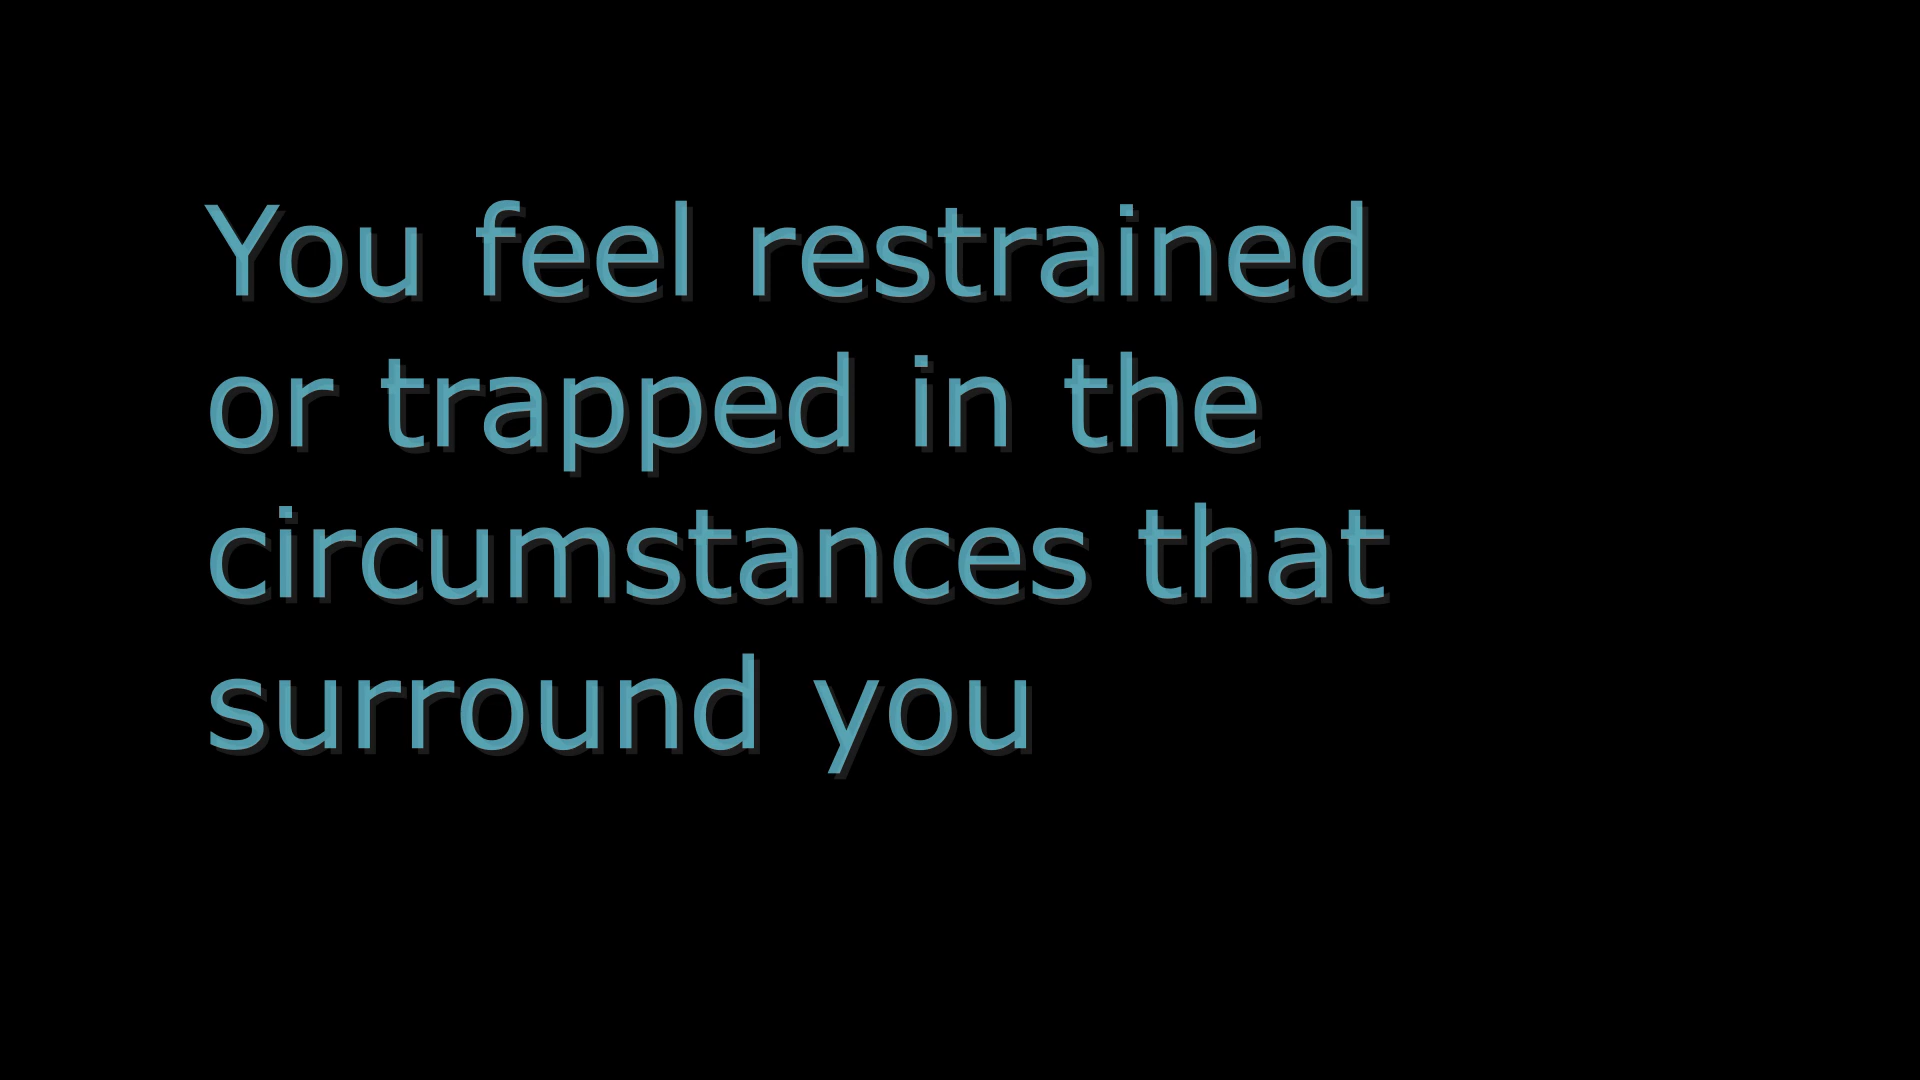 You feel restrained
or trapped in the
circumstances that
surround you